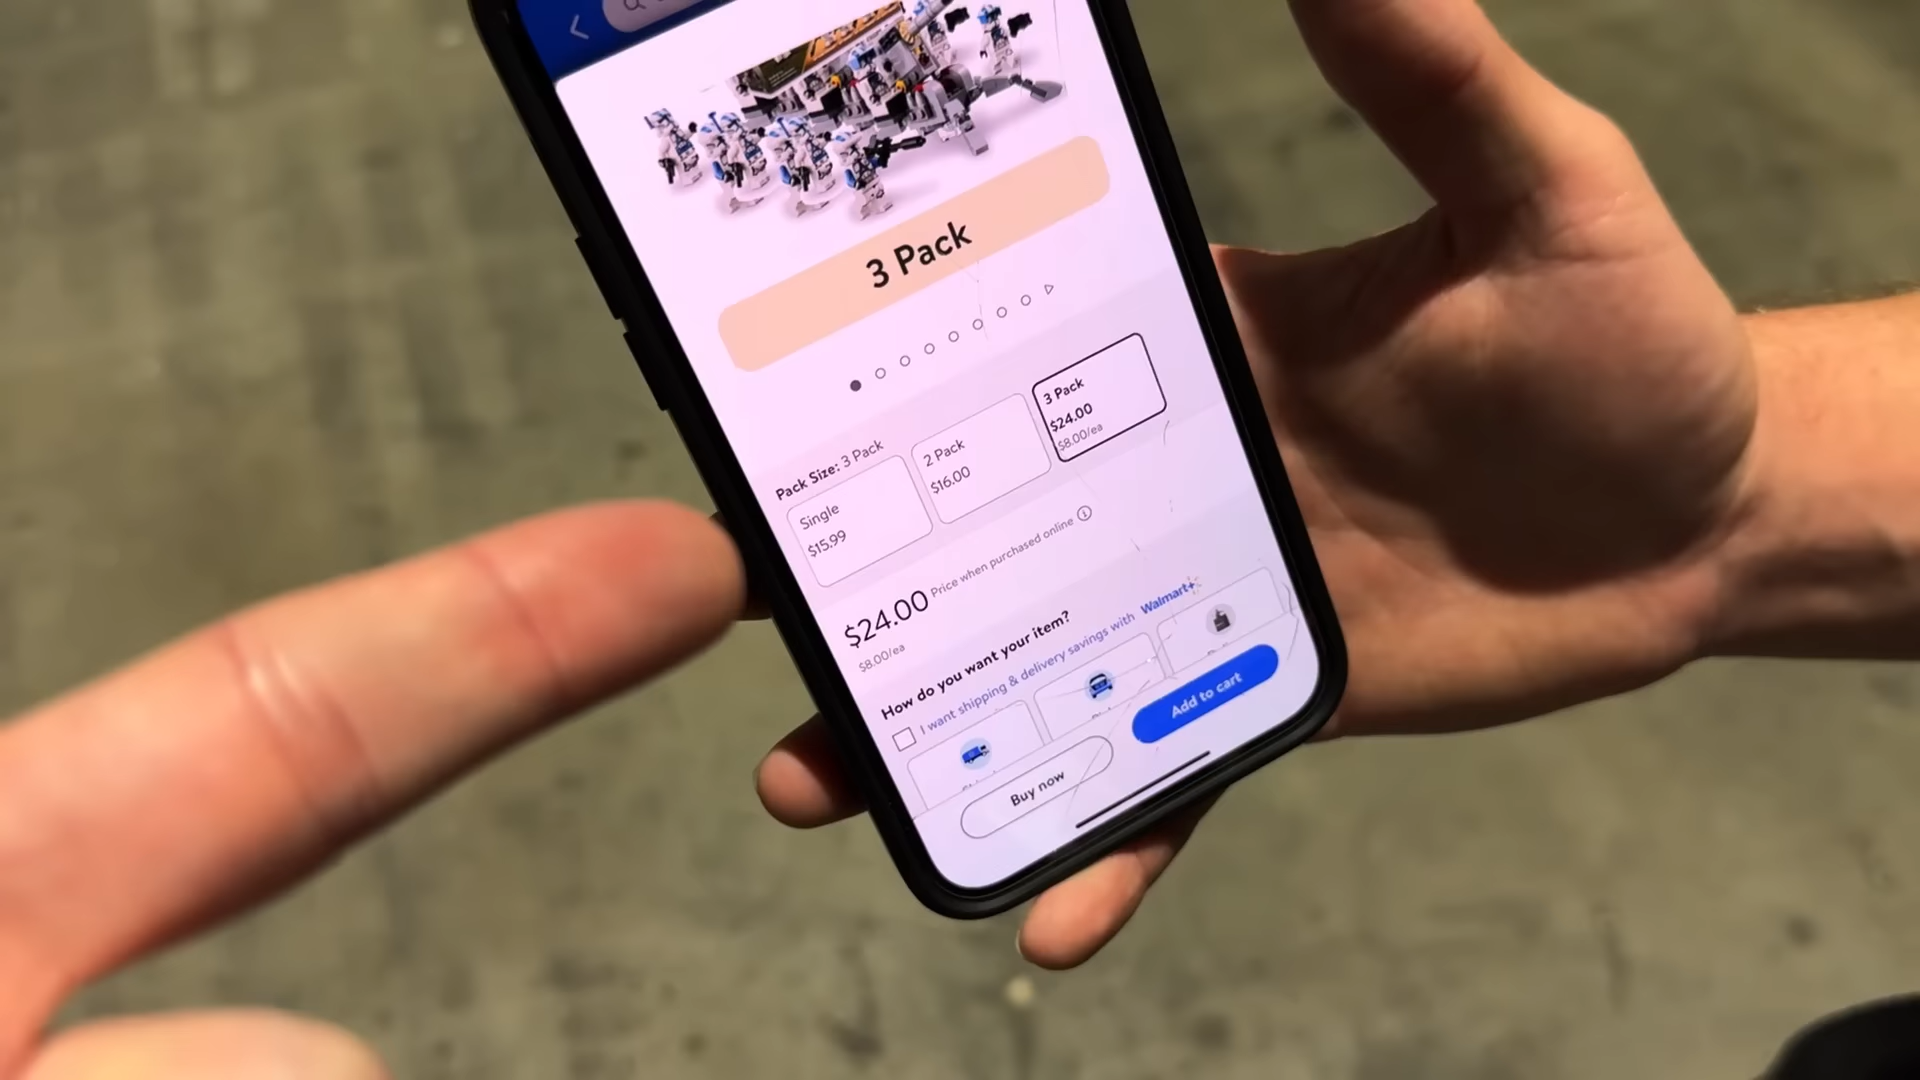 3 Pack
Pack Size: 3 Pack
Single
$15.99
2 Pack
$16.00
3 Pack
$24.00
$8.00/ea
$24.00 Price when purchased online
$8.00/ea
How do you want your item?
I want shipping & delivery savings with Walmart+
Buy now
Add to cart